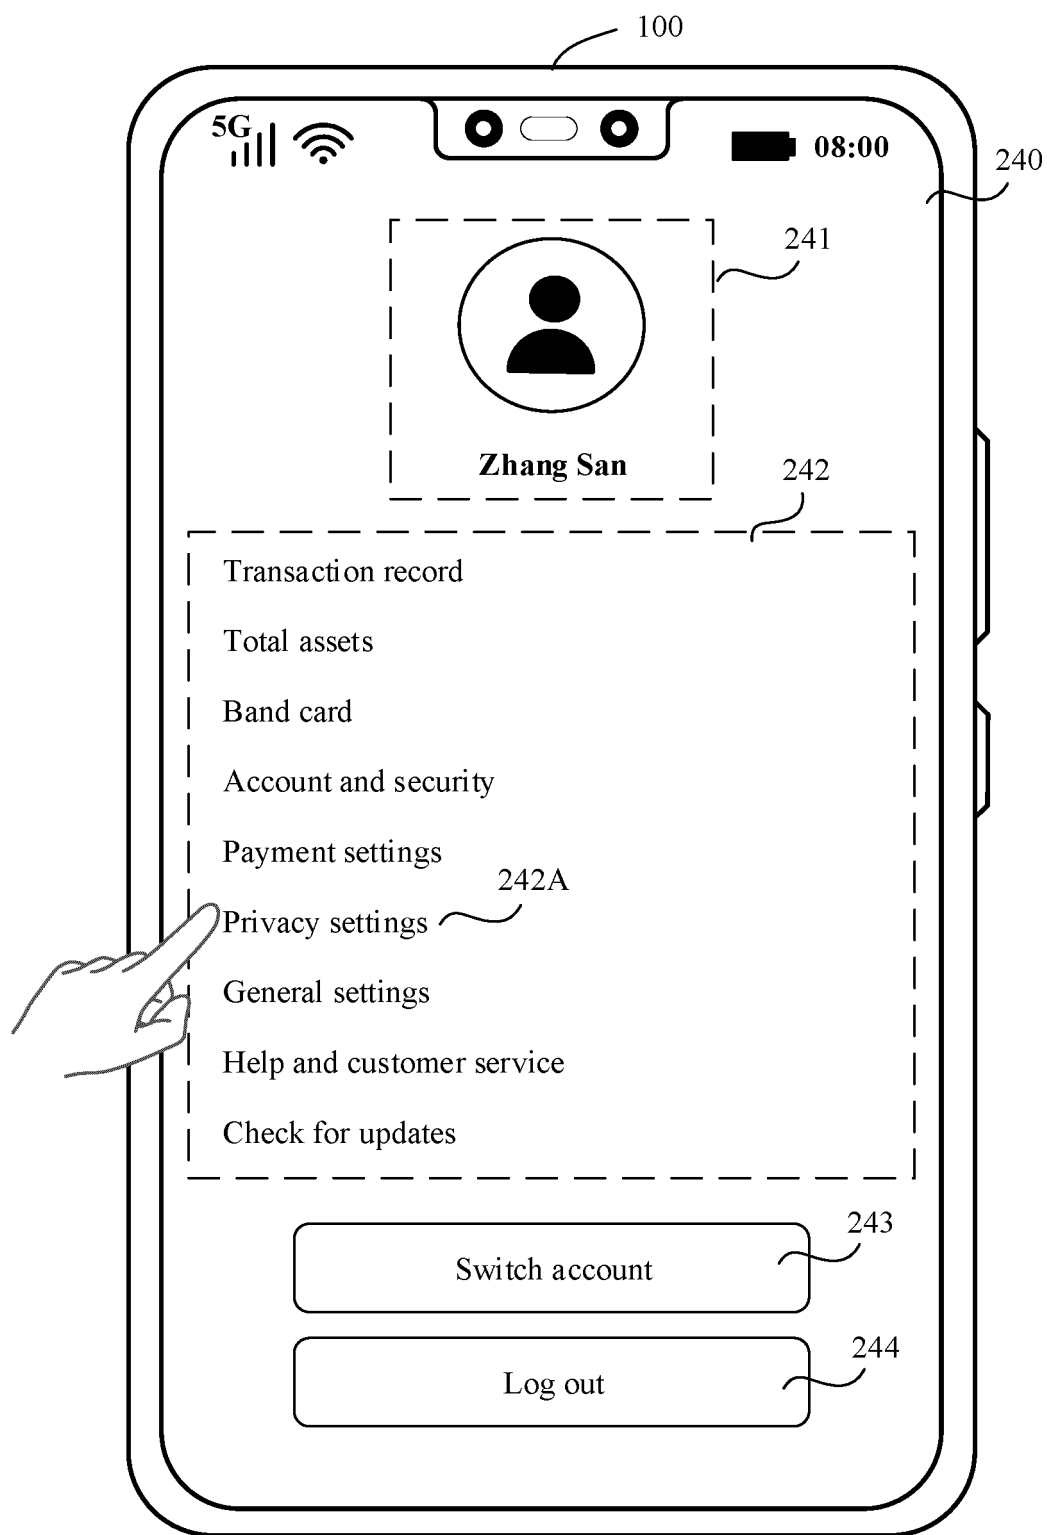 100
5G
08:00
240
241
Zhang San
242
Transaction record
Total assets
Band card
Account and security
Payment settings
242A
Privacy settings
General settings
Help and customer service
Check for updates
243
Switch account
244
Log out